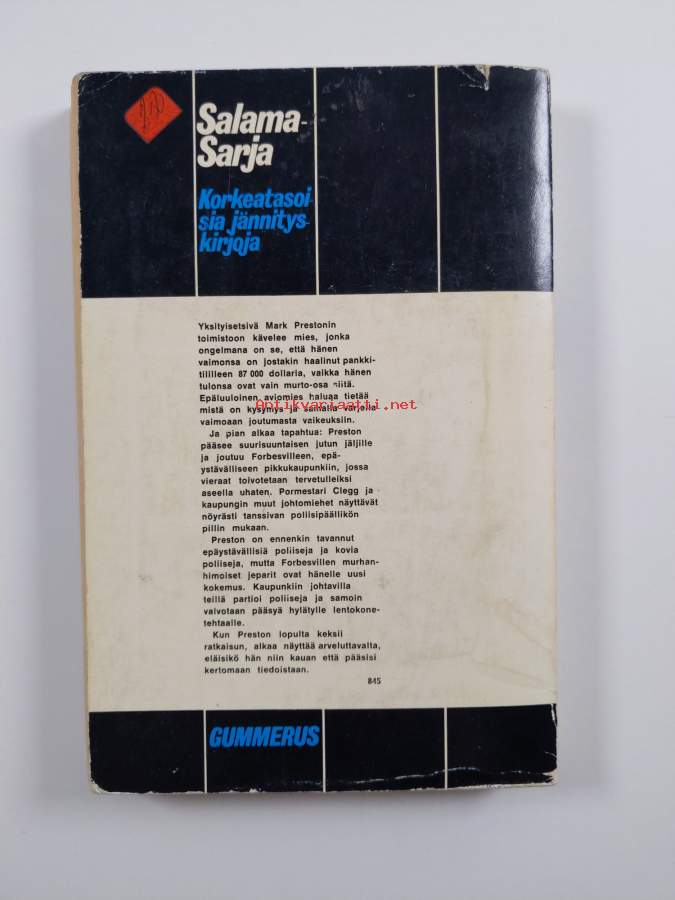 Salama-
Sarja
Korkeatasoi-
sia jännitys-
kirjoja
Yksityisetsivä Mark Prestonin
toimistoon kävelee mies, jonka
ongelmana on se, että hänen
vaimonsa on jostakin haalinut pankki-
tililleen 87 000 dollaria, vaikka hänen
tulonsa ovat vain murto-osa niitä.
Epäluuloinen aviomies haluaa tietää
mistä on kysymys ja samalla varjella
Antikvariaatti.net
vaimoaan joutumasta vaikeuksiin.
Ja pian alkaa tapahtua: Preston
pääsee suurisuuntaisen jutun jäljille
ja joutuu Forbesvilleen, epä-
ystävälliseen pikkukaupunkiin, jossa
vieraat toivotetaan tervetulleiksi
aseella uhaten. Pormestari Clegg ja
kaupungin muut johtomiehet näyttävät
nöyrästi tanssivan poliisipäällikön
pillin mukaan.
Preston on ennenkin tavannut
epäystävällisiä poliiseja ja kovia
poliiseja, mutta Forbesvillen murhan-
himoiset jeparit ovat hänelle uusi
kokemus. Kaupunkiin johtavilla
teillä partioi poliiseja ja samoin
valvotaan pääsyä hylätylle lentokone-
tehtaalle.
Kun Preston lopulta keksii
ratkaisun, alkaa näyttää arveluttavalta,
eläisikö hän niin kauan että pääsisi
kertomaan tiedoistaan.
845
GUMMERUS